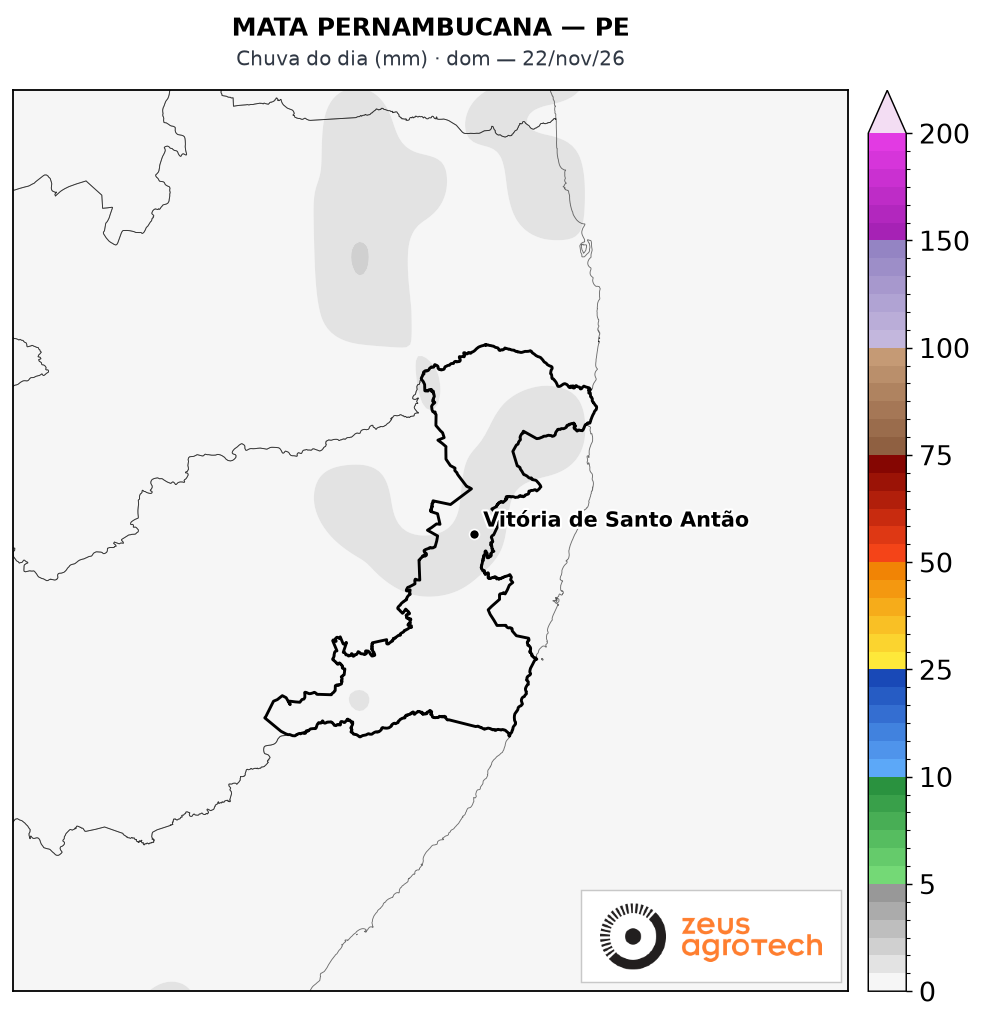 MATA PERNAMBUCANA — PE
Chuva do dia (mm) · dom — 22/nov/26
200
150
100
75
50
25
10
5
0
Vitória de Santo Antão
zeus
agrotech